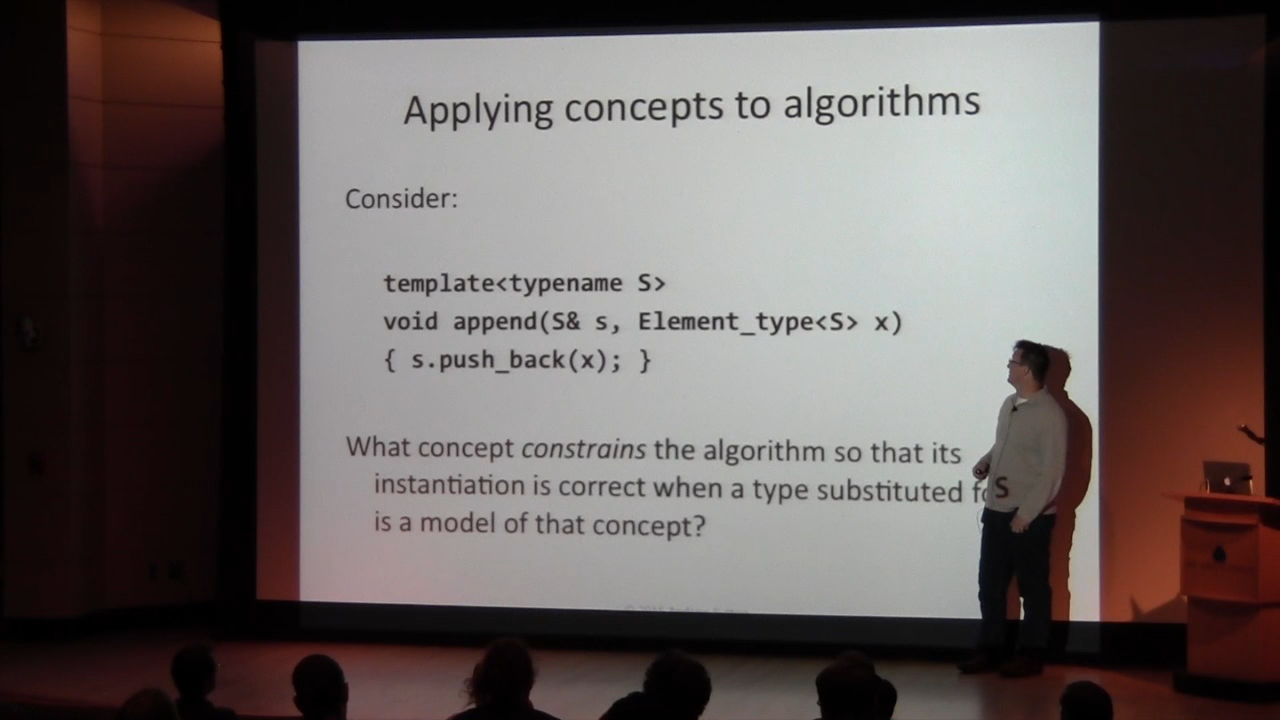 Applying concepts to algorithms
Consider:
template<typename S>
void append(S& s, Element_type<S> x)
{ s.push_back(x); }
What concept constrains the algorithm so that its
instantiation is correct when a type substituted for S
is a model of that concept?